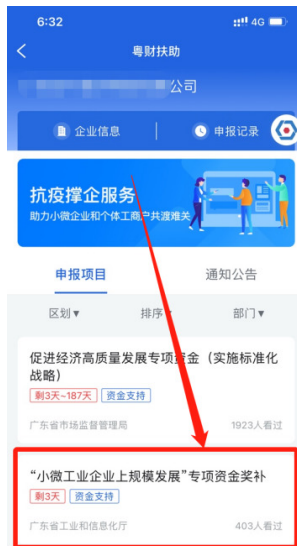 6:32
4G
粤财扶助
公司
企业信息
申报记录
抗疫撑企服务
助力小微企业和个体工商户共渡难关
申报项目
通知公告
区划▼
排序
部门▼
促进经济高质量发展专项资金（实施标准化
战略）
剩3天~187天
资金支持
广东省市场监督管理局
1923人看过
“小微工业企业上规模发展”专项资金奖补
剩3天
资金支持
广东省工业和信息化厅
403人看过